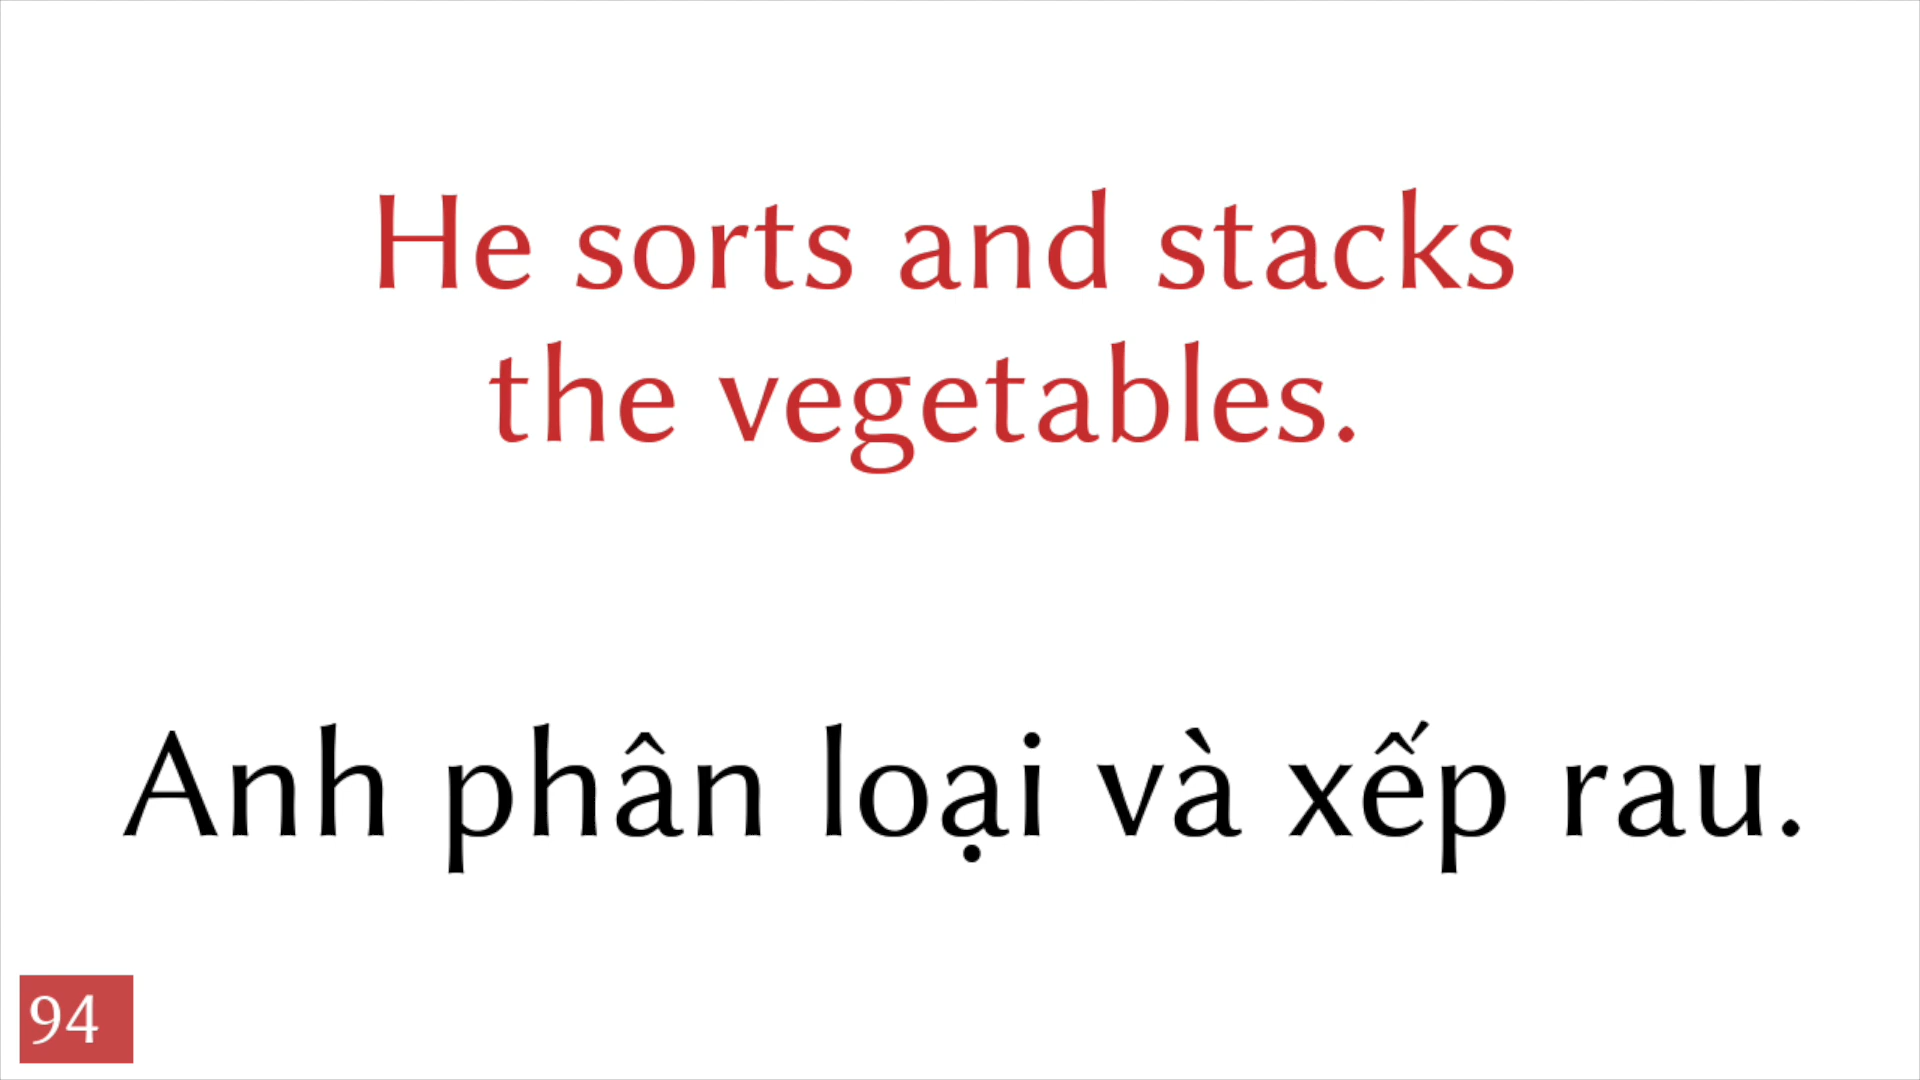 He sorts and stacks
the vegetables.
Anh phân loại và xếp rau.
94